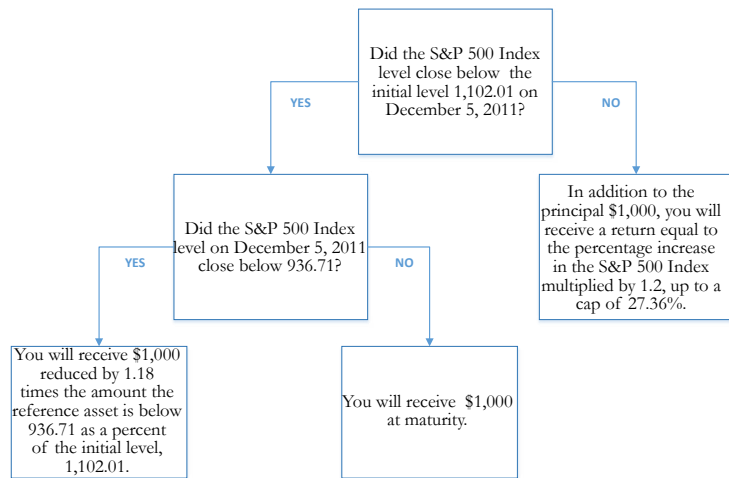 Did the S&P 500 Index
level close below the
initial level 1,102.01 on
December 5, 2011?
YES
NO
Did the S&P 500 Index
level on December 5, 2011
close below 936.71?
In addition to the
principal $1,000, you will
receive a return equal to
the percentage increase
in the S&P 500 Index
multiplied by 1.2, up to a
cap of 27.36%.
YES
NO
You will receive $1,000
reduced by 1.18
times the amount the
reference asset is below
936.71 as a percent
of the initial level,
1,102.01.
You will receive $1,000
at maturity.